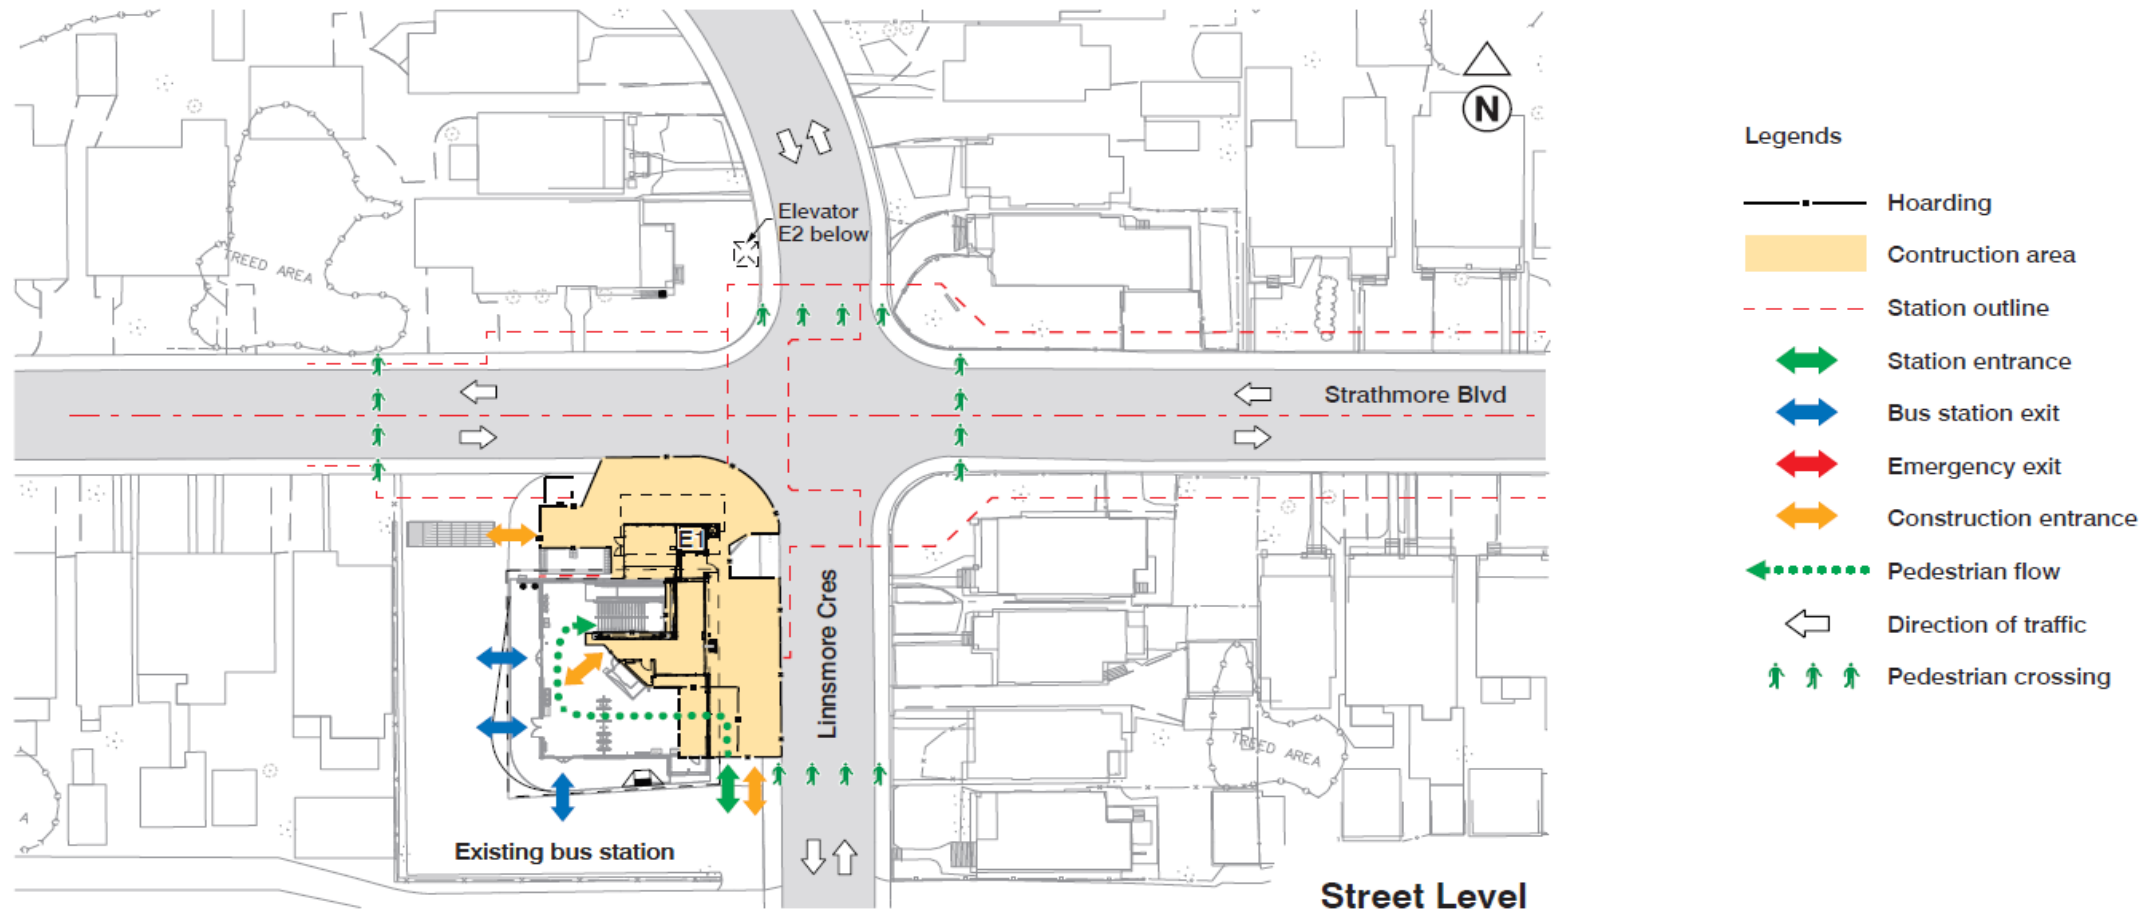 N
Elevator
E2 below
TREED AREA
Strathmore Blvd
E1
Linnsmore Cres
TREED AREA
A
Existing bus station
Street Level
Legends
Hoarding
Contruction area
Station outline
Station entrance
Bus station exit
Emergency exit
Construction entrance
Pedestrian flow
Direction of traffic
Pedestrian crossing